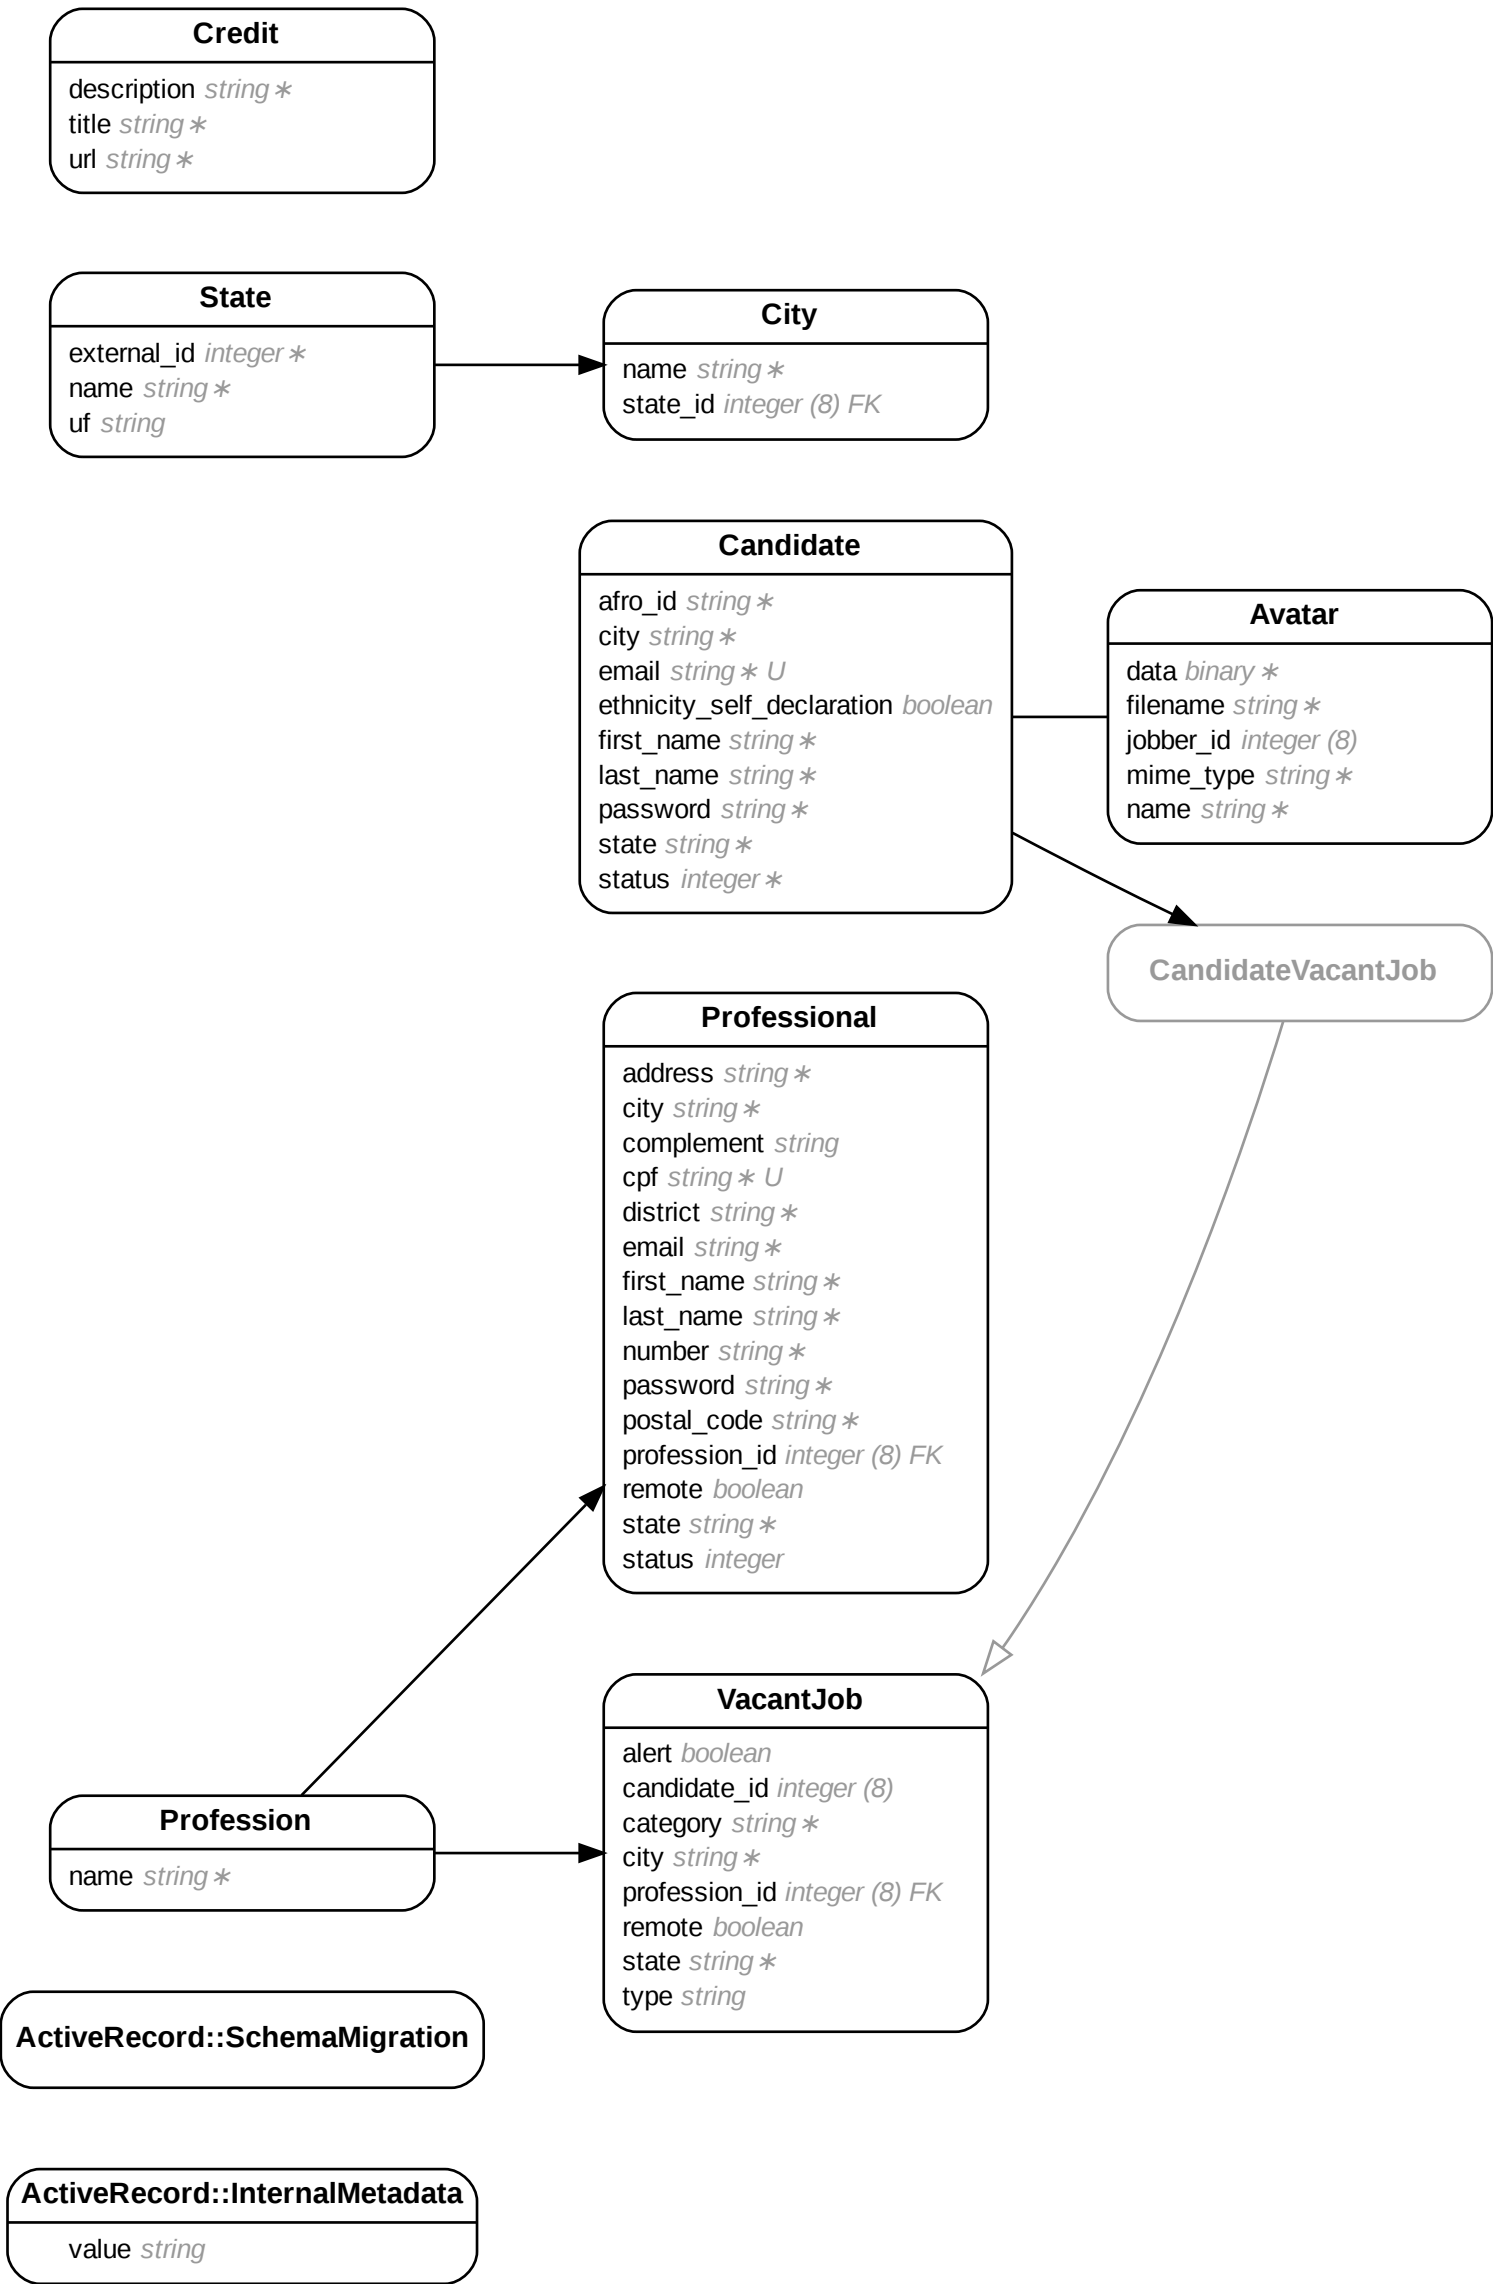 Credit
description string ∗
title string ∗
url string ∗
State
external_id integer ∗
name string ∗
uf string
City
name string ∗
state_id integer (8) FK
Candidate
afro_id string ∗
city string ∗
email string ∗ U
ethnicity_self_declaration boolean
first_name string ∗
last_name string ∗
password string ∗
state string ∗
status integer ∗
Avatar
data binary ∗
filename string ∗
jobber_id integer (8)
mime_type string ∗
name string ∗
CandidateVacantJob
Professional
address string ∗
city string ∗
complement string
cpf string ∗ U
district string ∗
email string ∗
first_name string ∗
last_name string ∗
number string ∗
password string ∗
postal_code string ∗
profession_id integer (8) FK
remote boolean
state string ∗
status integer
VacantJob
alert boolean
candidate_id integer (8)
category string ∗
city string ∗
profession_id integer (8) FK
remote boolean
state string ∗
type string
Profession
name string ∗
ActiveRecord::SchemaMigration
ActiveRecord::InternalMetadata
value string